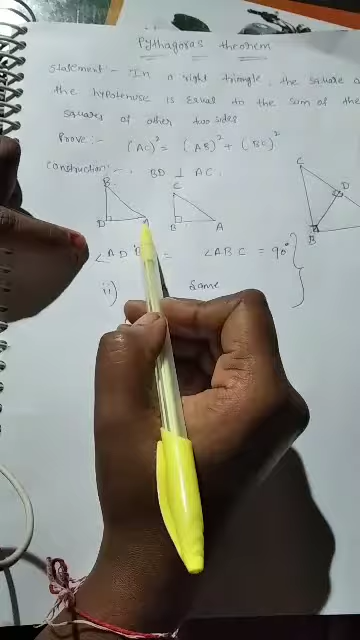 Pythagoras theorem
Statement :- In a right triangle, the square o
the hypotenuse is equal to the sum of the
squares of other two sides
Prove :- (AC)² = (AB)² + (BC)²
Construction :- BD ⊥ AC.
B C C
D D B A B
∠ADB = ∠ABC = 90°
ii) Same